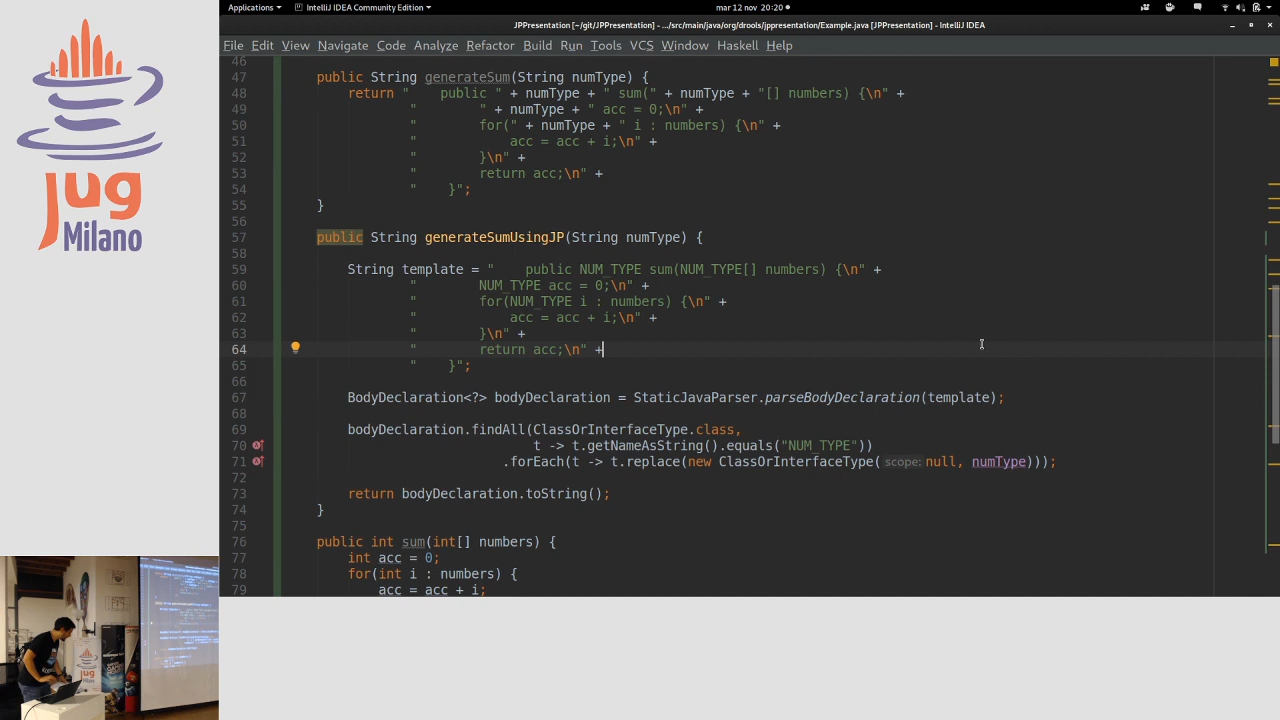 Applications
IntelliJ IDEA Community Edition
mar 12 nov 20:20
JPPresentation [~/git/JPPresentation] - .../src/main/java/org/drools/jppresentation/Example.java [JPPresentation] - IntelliJ IDEA
File Edit View Navigate Code Analyze Refactor Build Run Tools VCS Window Haskell Help
46
47 public String generateSum(String numType) {
48 return "    public " + numType + " sum(" + numType + "[] numbers) {\n" +
49 "        " + numType + " acc = 0;\n" +
50 "        for(" + numType + " i : numbers) {\n" +
51 "            acc = acc + i;\n" +
52 "        }\n" +
53 "        return acc;\n" +
54 "    }";
55 }
56
57 public String generateSumUsingJP(String numType) {
58
59 String template = "    public NUM_TYPE sum(NUM_TYPE[] numbers) {\n" +
60 "        NUM_TYPE acc = 0;\n" +
61 "        for(NUM_TYPE i : numbers) {\n" +
62 "            acc = acc + i;\n" +
63 "        }\n" +
64 "        return acc;\n" +
65 "    }";
66
67 BodyDeclaration<?> bodyDeclaration = StaticJavaParser.parseBodyDeclaration(template);
68
69 bodyDeclaration.findAll(ClassOrInterfaceType.class,
70 t -> t.getNameAsString().equals("NUM_TYPE"))
71 .forEach(t -> t.replace(new ClassOrInterfaceType( scope: null, numType)));
72
73 return bodyDeclaration.toString();
74 }
75
76 public int sum(int[] numbers) {
77 int acc = 0;
78 for(int i : numbers) {
79 acc = acc + i;
Jug
Milano
Jug